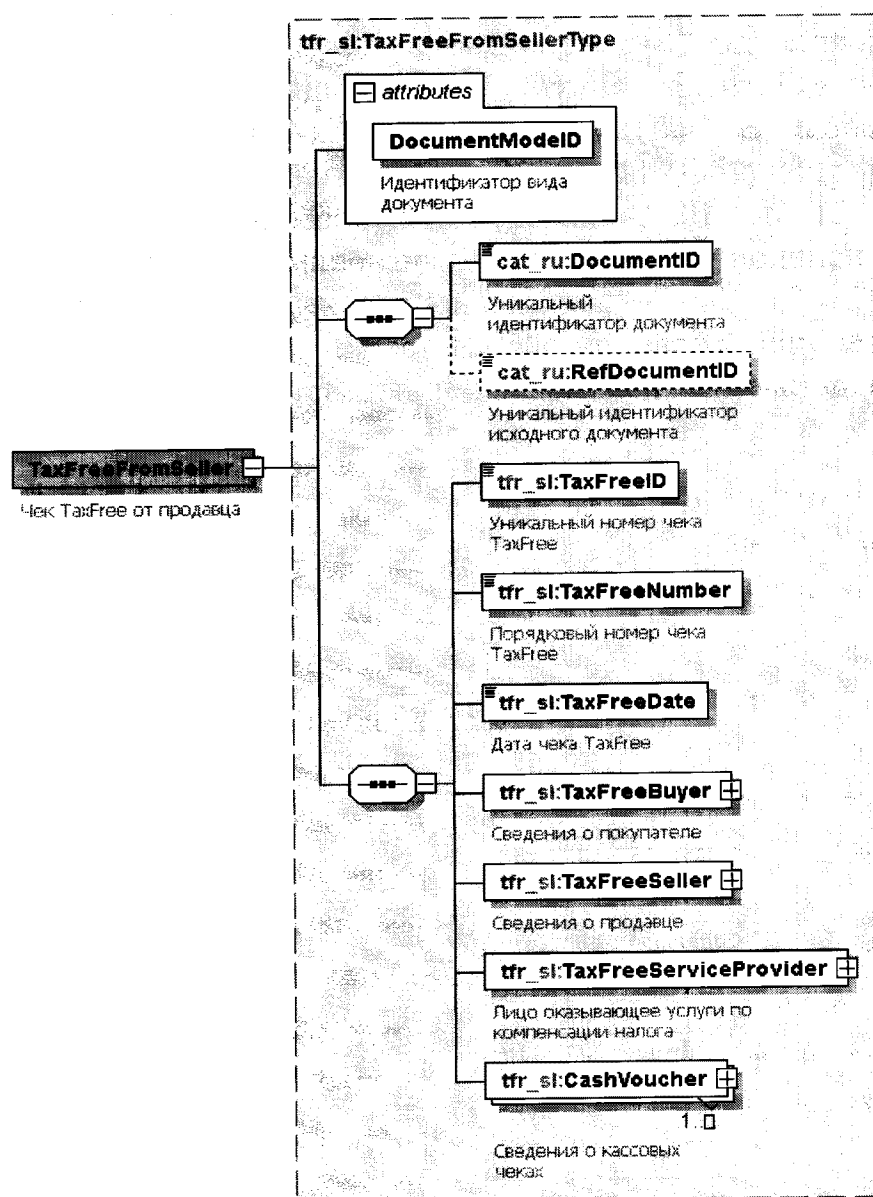 tfr_sl:TaxFreeFromSellerType
attributes
DocumentModeID
Идентификатор вида
документа
cat_ru:DocumentID
Уникальный
идентификатор документа
cat_ru:RefDocumentID
Уникальный идентификатор
исходного документа
TaxFreeFromSeller
Чек TaxFree от продавца
tfr_sl:TaxFreeID
Уникальный номер чека
TaxFree
tfr_sl:TaxFreeNumber
Порядковый номер чека
TaxFree
tfr_sl:TaxFreeDate
Дата чека TaxFree
tfr_sl:TaxFreeBuyer
Сведения о покупателе
tfr_sl:TaxFreeSeller
Сведения о продавце
tfr_sl:TaxFreeServiceProvider
Лицо оказывающее услуги по
компенсации налога
tfr_sl:CashVoucher
1..
Сведения о кассовых
чеках